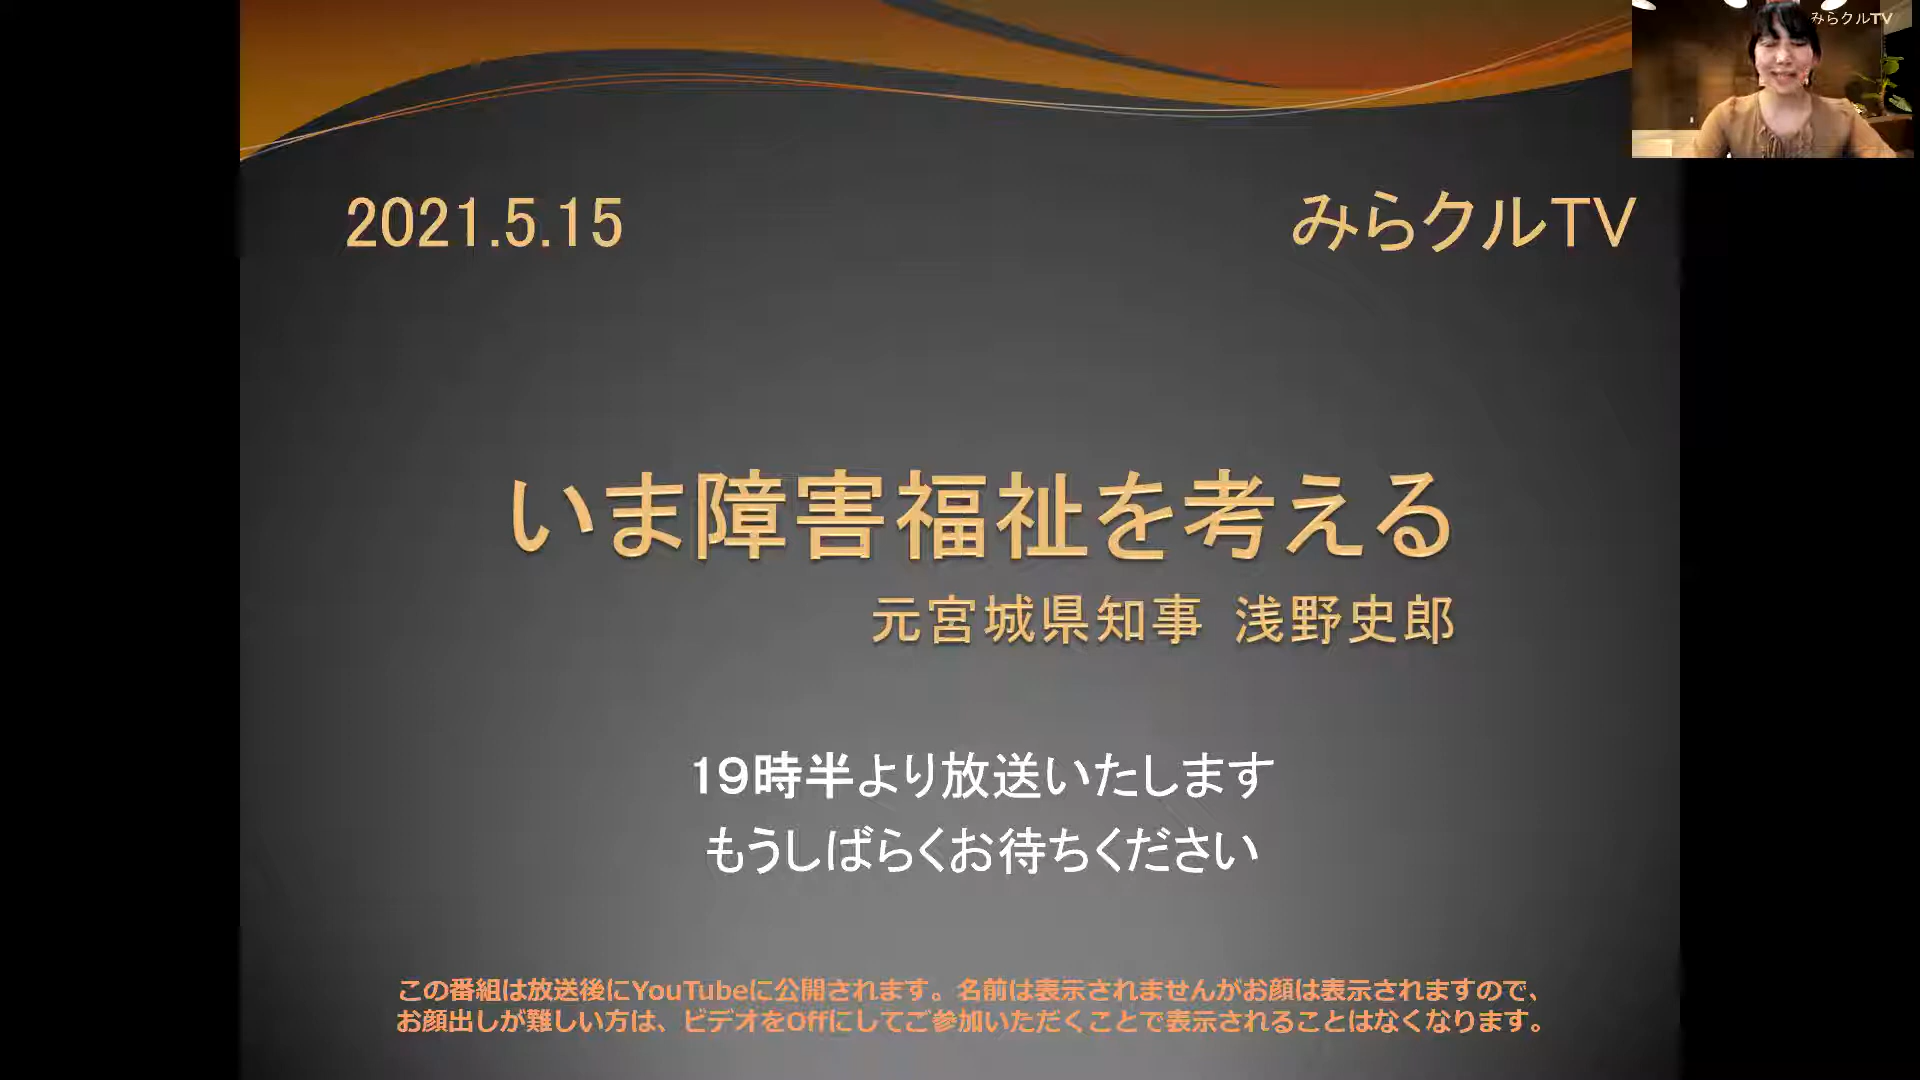 みらクルTV
2021.5.15
みらクルTV
いま障害福祉を考える
元宮城県知事 浅野史郎
19時半より放送いたします
もうしばらくお待ちください
この番組は放送後にYouTubeに公開されます。名前は表示されませんがお顔は表示されますので、
お顔出しが難しい方は、ビデオをOffにしてご参加いただくことで表示されることはなくなります。